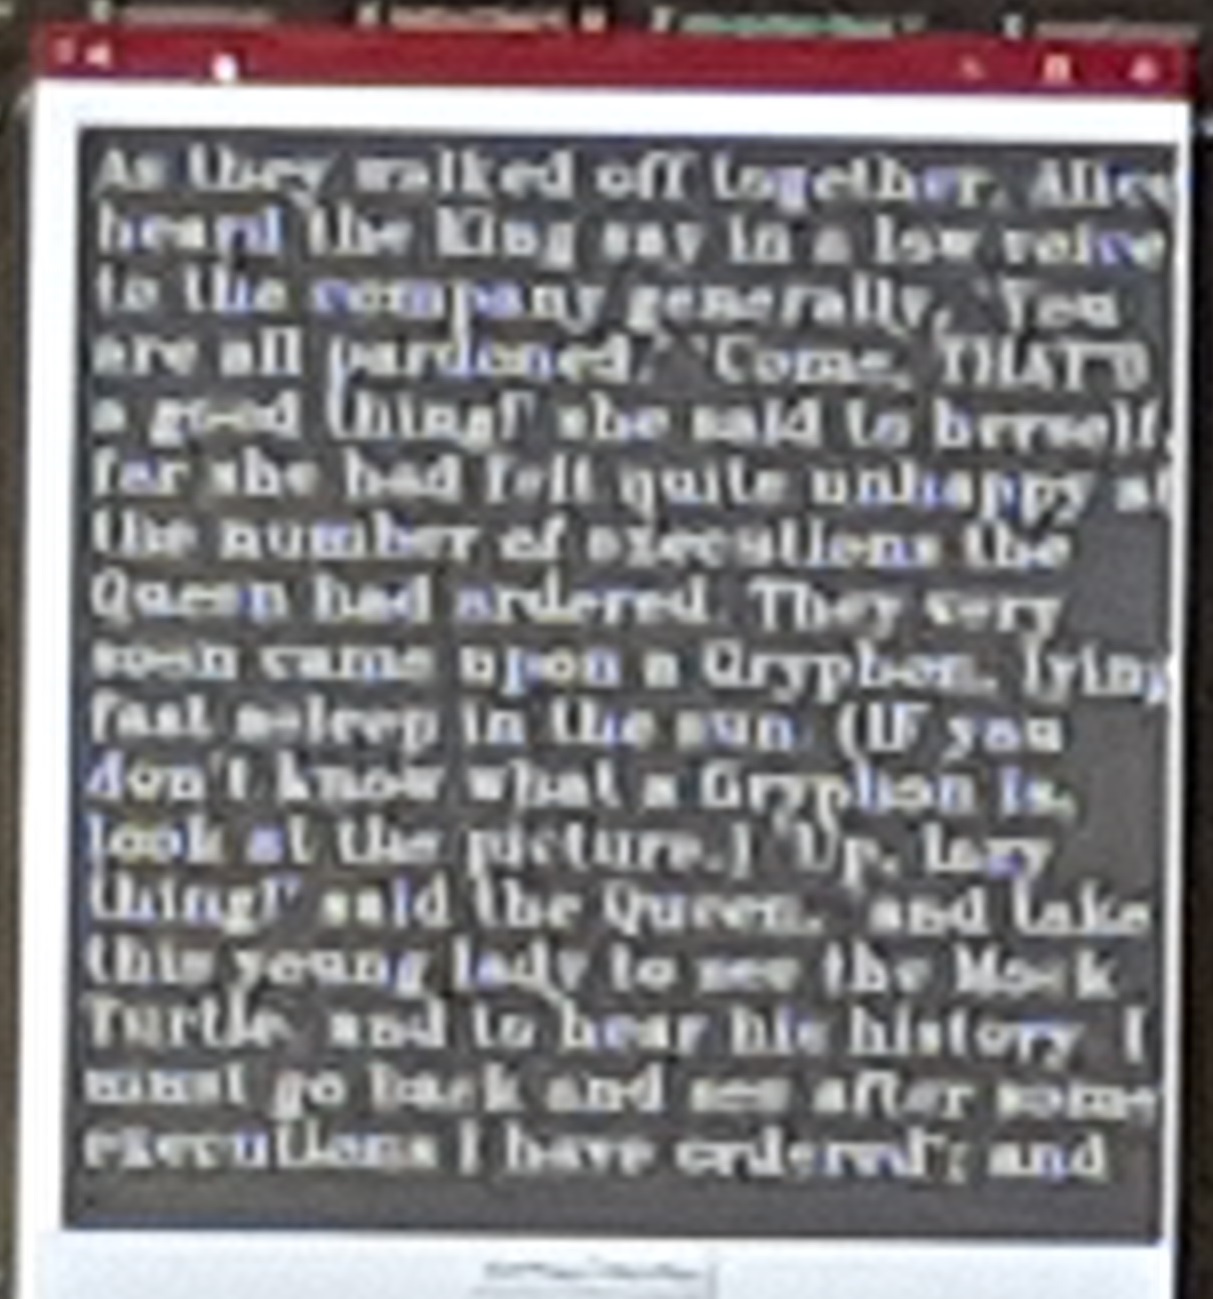 As they walked off together, Alice
heard the King say in a low voice
to the company generally, 'You
are all pardoned.' 'Come, THAT'S
a good thing!' she said to herself,
for she had felt quite unhappy at
the number of executions the
Queen had ordered. They very
soon came upon a Gryphon, lying
fast asleep in the sun. (IF you
don't know what a Gryphon is,
look at the picture.) 'Up, lazy
thing!' said the Queen, 'and take
this young lady to see the Mock
Turtle, and to hear his history. I
must go back and see after some
executions I have ordered'; and